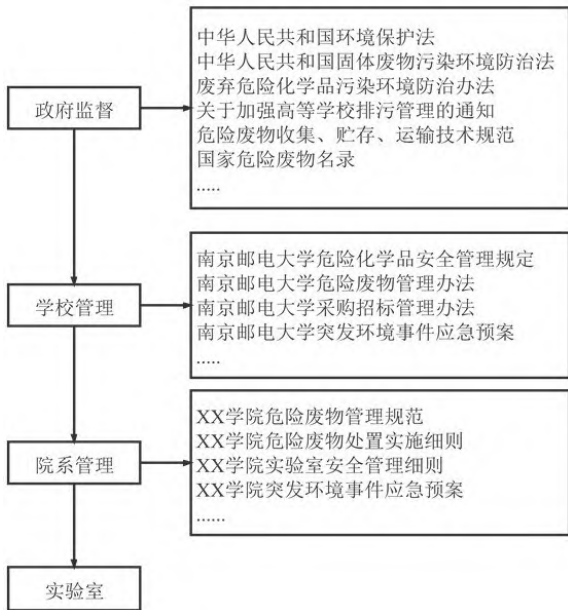 政府监督
中华人民共和国环境保护法
中华人民共和国固体废物污染环境防治法
废弃危险化学品污染环境防治办法
关于加强高等学校排污管理的通知
危险废物收集、贮存、运输技术规范
国家危险废物名录
.....
学校管理
南京邮电大学危险化学品安全管理规定
南京邮电大学危险废物管理办法
南京邮电大学采购招标管理办法
南京邮电大学突发环境事件应急预案
.....
院系管理
XX学院危险废物管理规范
XX学院危险废物处置实施细则
XX学院实验室安全管理细则
XX学院突发环境事件应急预案
......
实验室